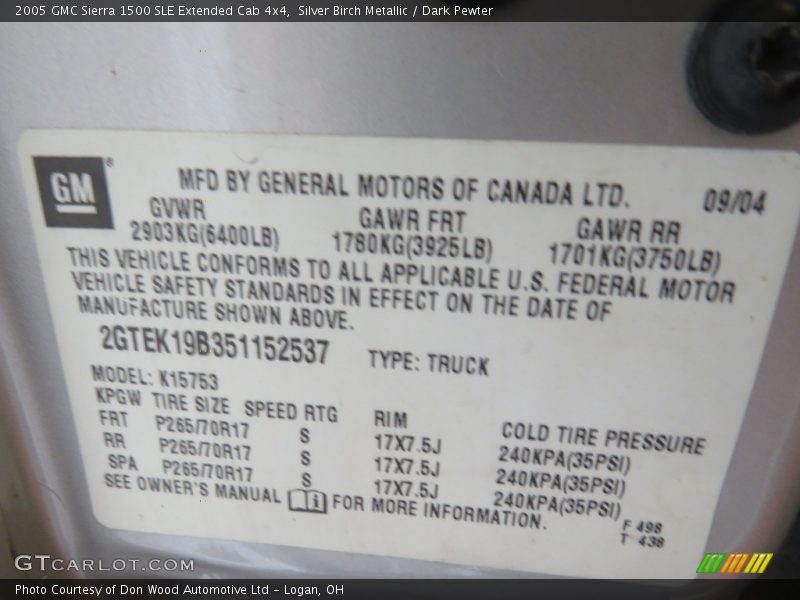 2005 GMC Sierra 1500 SLE Extended Cab 4x4,  Silver Birch Metallic / Dark Pewter
GM ®
MFD BY GENERAL MOTORS OF CANADA LTD. 09/04
GVWR GAWR FRT GAWR RR
2903KG(6400LB) 1780KG(3925LB) 1701KG(3750LB)
THIS VEHICLE CONFORMS TO ALL APPLICABLE U.S. FEDERAL MOTOR
VEHICLE SAFETY STANDARDS IN EFFECT ON THE DATE OF
MANUFACTURE SHOWN ABOVE.
2GTEK19B351152537 TYPE: TRUCK
MODEL: K15753
KPGW TIRE SIZE SPEED RTG RIM COLD TIRE PRESSURE
FRT P265/70R17 S 17X7.5J 240KPA(35PSI)
RR P265/70R17 S 17X7.5J 240KPA(35PSI)
SPA P265/70R17 S 17X7.5J 240KPA(35PSI)
SEE OWNER'S MANUAL i FOR MORE INFORMATION.
F 498
T 438
GTCARLOT.COM
Photo Courtesy of Don Wood Automotive Ltd - Logan, OH